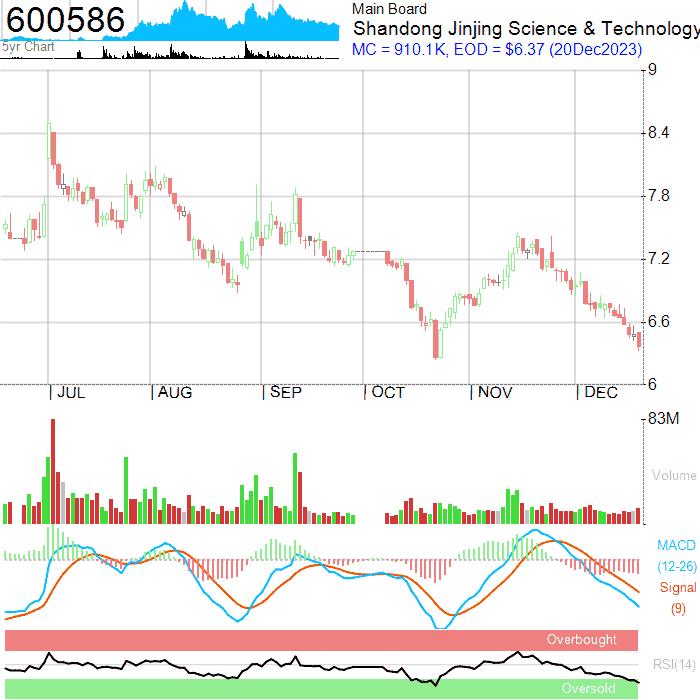 600586
5yr Chart
Main Board
Shandong Jinjing Science & Technology
MC = 910.1K, EOD = $6.37 (20Dec2023)
9
8.4
7.8
7.2
6.6
6
JUL AUG SEP OCT NOV DEC
83M
Volume
MACD
(12-26)
Signal
(9)
Overbought
RSI(14)
Oversold